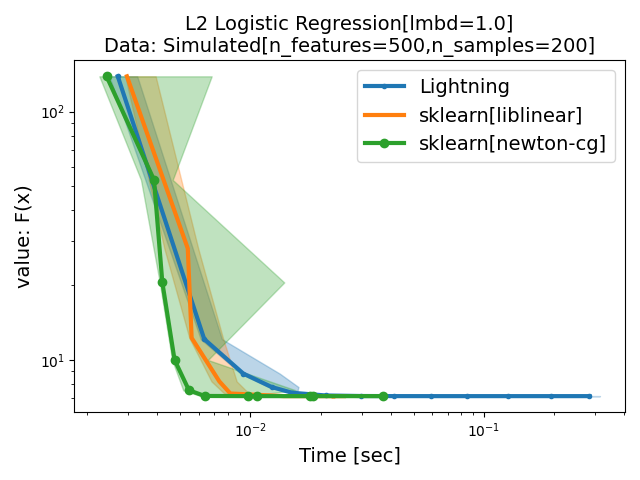 L2 Logistic Regression[lmbd=1.0]
Data: Simulated[n_features=500,n_samples=200]
value: F(x)
10²
10¹
Lightning
sklearn[liblinear]
sklearn[newton-cg]
10⁻²
10⁻¹
Time [sec]